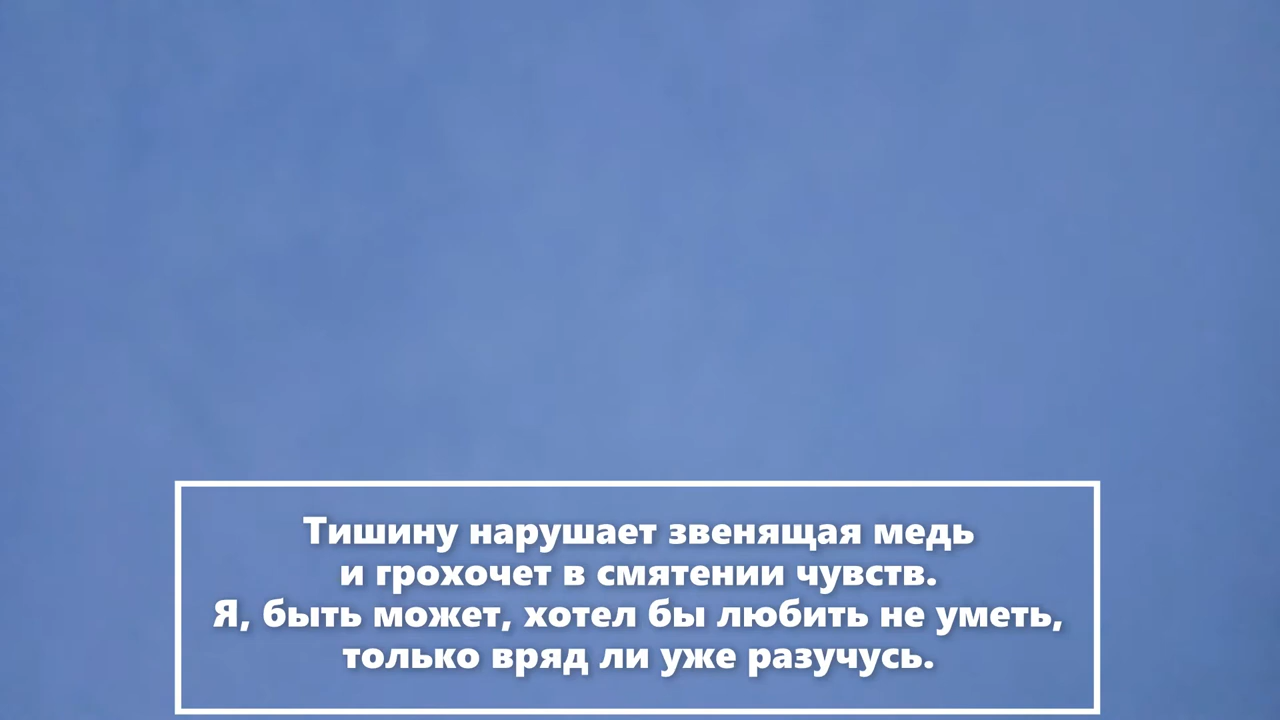 Тишину нарушает звенящая медь
и грохочет в смятении чувств.
Я, быть может, хотел бы любить не уметь,
только вряд ли уже разучусь.